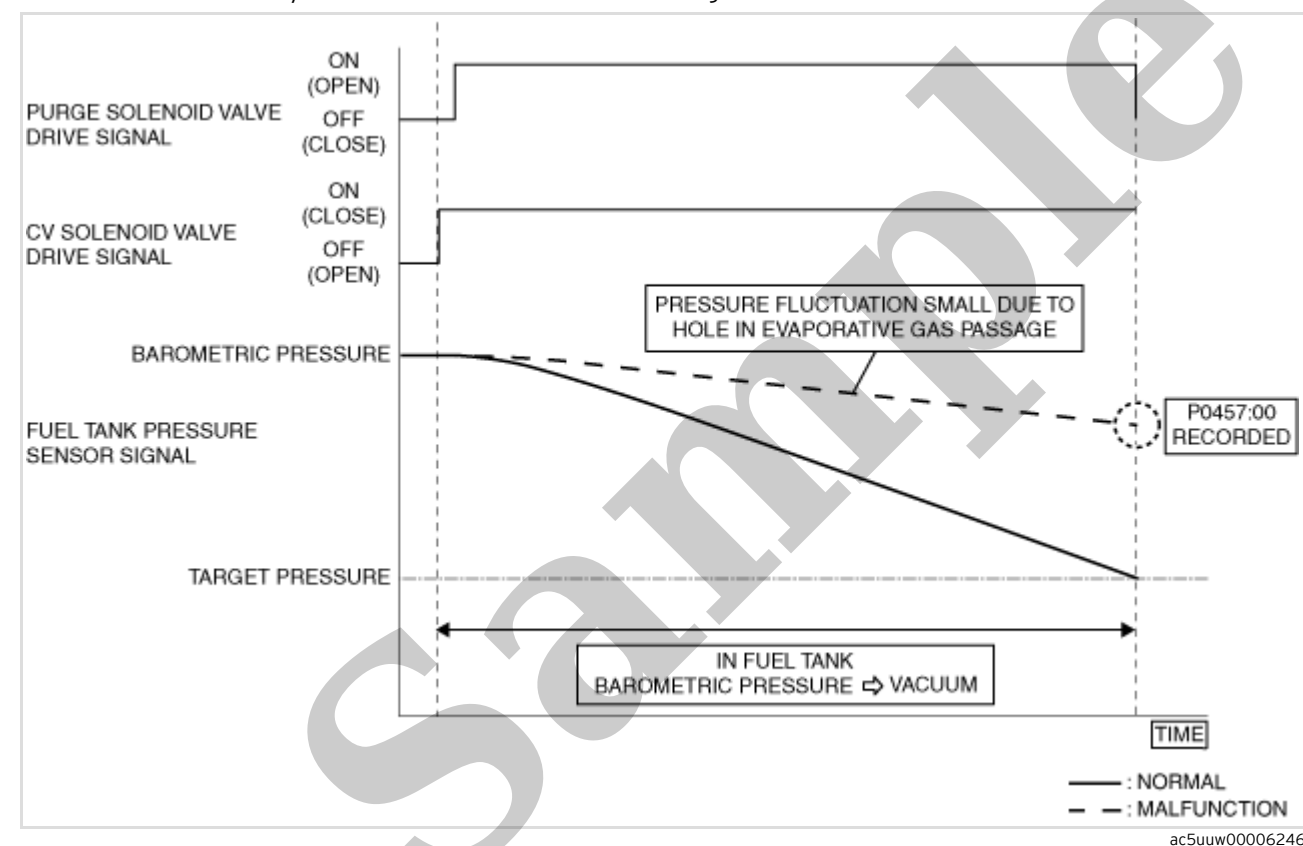 ON
(OPEN)
PURGE SOLENOID VALVE
DRIVE SIGNAL
OFF
(CLOSE)
ON
(CLOSE)
CV SOLENOID VALVE
DRIVE SIGNAL
OFF
(OPEN)
PRESSURE FLUCTUATION SMALL DUE TO
HOLE IN EVAPORATIVE GAS PASSAGE
BAROMETRIC PRESSURE
P0457:00
RECORDED
FUEL TANK PRESSURE
SENSOR SIGNAL
TARGET PRESSURE
IN FUEL TANK
BAROMETRIC PRESSURE ⇨ VACUUM
TIME
: NORMAL
: MALFUNCTION
ac5uuw00006246
Sample